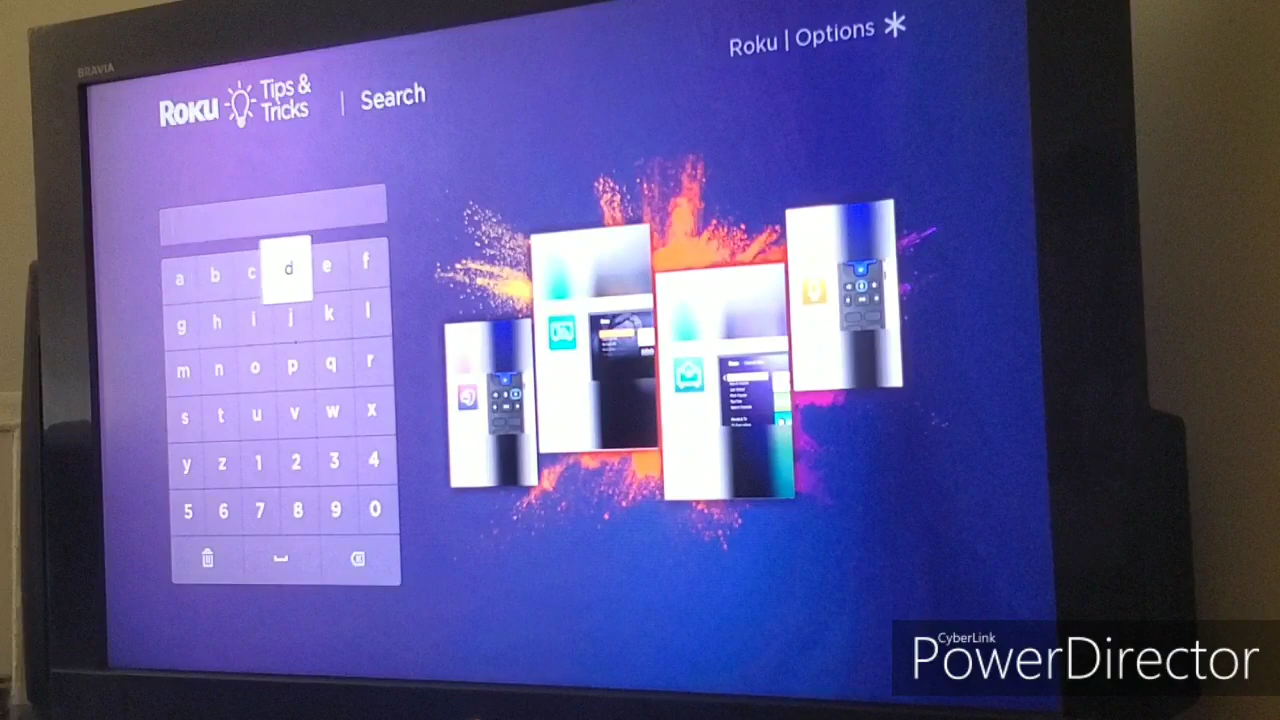 BRAVIA
Roku Tips &
Tricks | Search
Roku | Options *
a b c d e f
g h i j k l
m n o p q r
s t u v w x
y z 1 2 3 4
5 6 7 8 9 0
CyberLink
PowerDirector